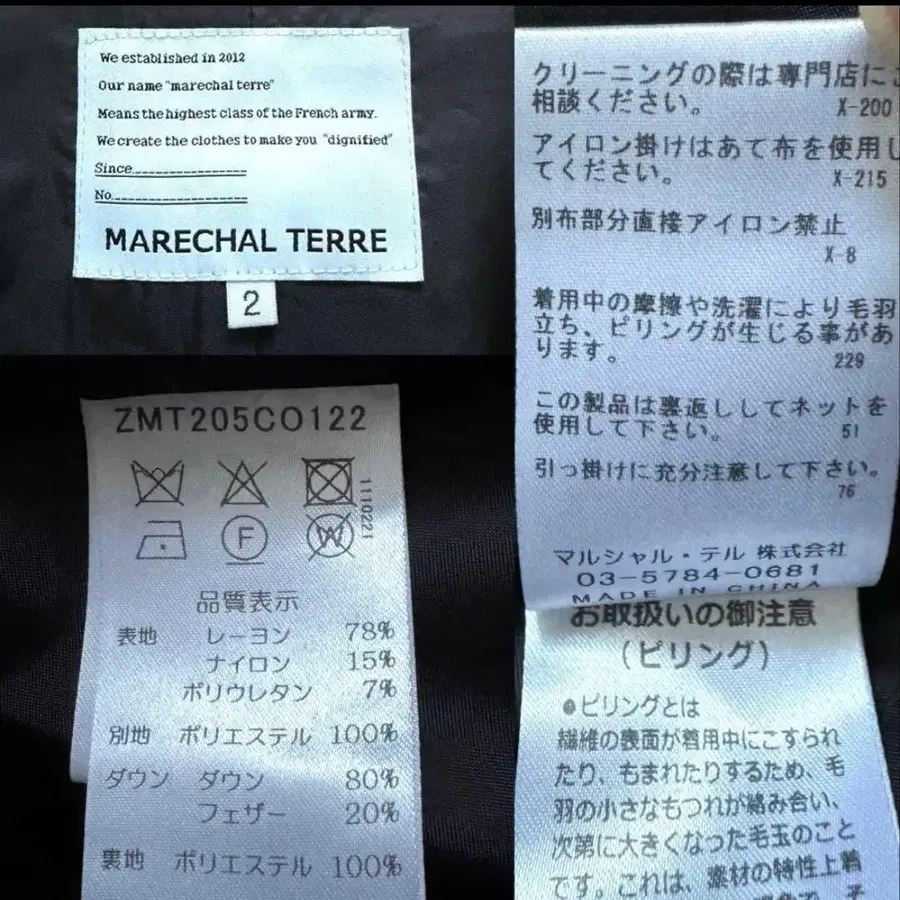 We established in 2012
Our name "marechal terre"
Means the highest class of the French army.
We create the clothes to make you "dignified"
Since
No.
MARECHAL TERRE
2
ZMT205CO122
1110221
F
W
品質表示
表地 レーヨン 78%
ナイロン 15%
ポリウレタン 7%
別地 ポリエステル 100%
ダウン ダウン 80%
フェザー 20%
裏地 ポリエステル 100%
クリーニングの際は専門店にご
相談ください。
X-200
アイロン掛けはあて布を使用し
てください。
X-215
別布部分直接アイロン禁止
X-8
着用中の摩擦や洗濯により毛羽
立ち、ピリングが生じる事があ
ります。
229
この製品は裏返ししてネットを
使用して下さい。
51
引っ掛けに充分注意して下さい。
76
マルシャル・テル 株式会社
03-5784-0681
MADE IN CHINA
お取扱いの御注意
(ピリング)
●ピリングとは
繊維の表面が着用中にこすられ
たり、もまれたりするため、毛
羽の小さなもつれが絡み合い、
次第に大きくなった毛玉のこと
です。これは、素材の特性上着